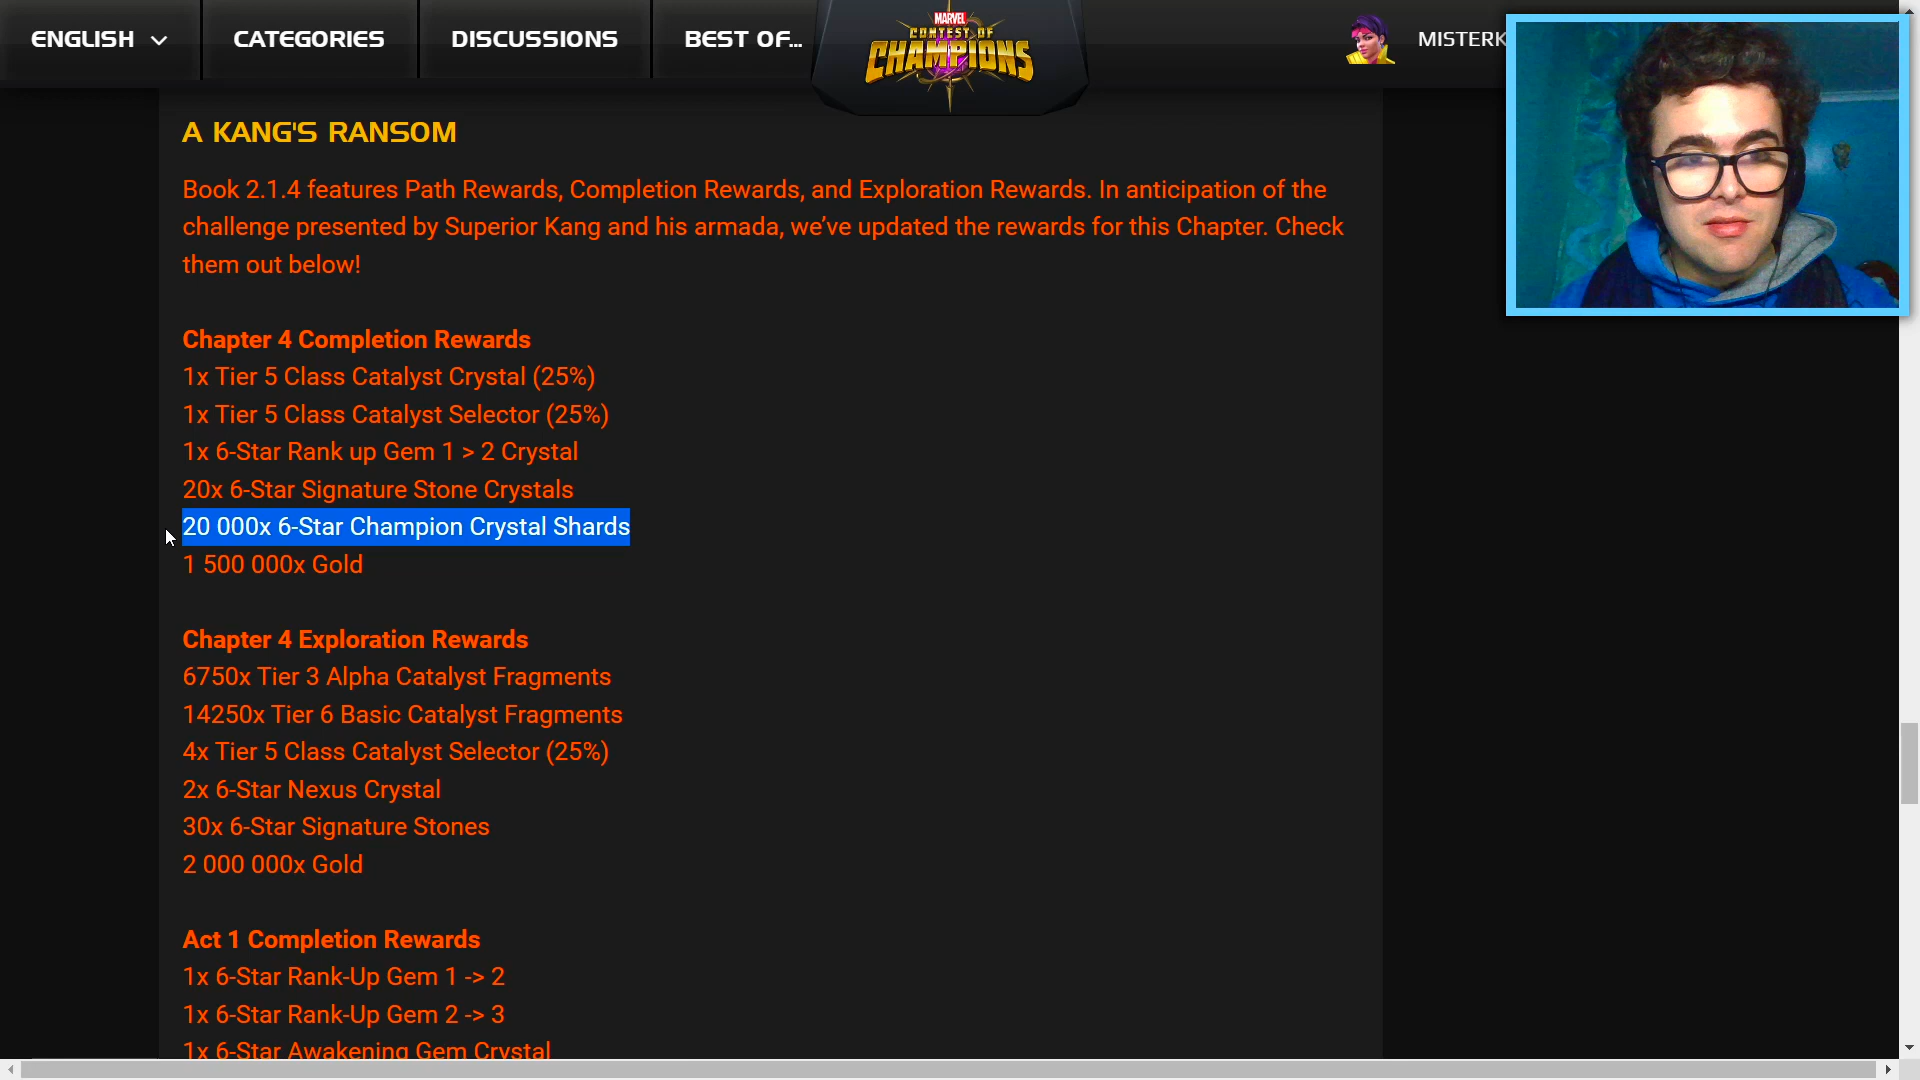 ENGLISH
CATEGORIES
DISCUSSIONS
BEST OF...
MARVEL
CONTEST OF
CHAMPIONS
MISTERK
A KANG'S RANSOM
Book 2.1.4 features Path Rewards, Completion Rewards, and Exploration Rewards. In anticipation of the
challenge presented by Superior Kang and his armada, we’ve updated the rewards for this Chapter. Check
them out below!
Chapter 4 Completion Rewards
1x Tier 5 Class Catalyst Crystal (25%)
1x Tier 5 Class Catalyst Selector (25%)
1x 6-Star Rank up Gem 1 > 2 Crystal
20x 6-Star Signature Stone Crystals
20 000x 6-Star Champion Crystal Shards
1 500 000x Gold
Chapter 4 Exploration Rewards
6750x Tier 3 Alpha Catalyst Fragments
14250x Tier 6 Basic Catalyst Fragments
4x Tier 5 Class Catalyst Selector (25%)
2x 6-Star Nexus Crystal
30x 6-Star Signature Stones
2 000 000x Gold
Act 1 Completion Rewards
1x 6-Star Rank-Up Gem 1 -> 2
1x 6-Star Rank-Up Gem 2 -> 3
1x 6-Star Awakening Gem Crystal